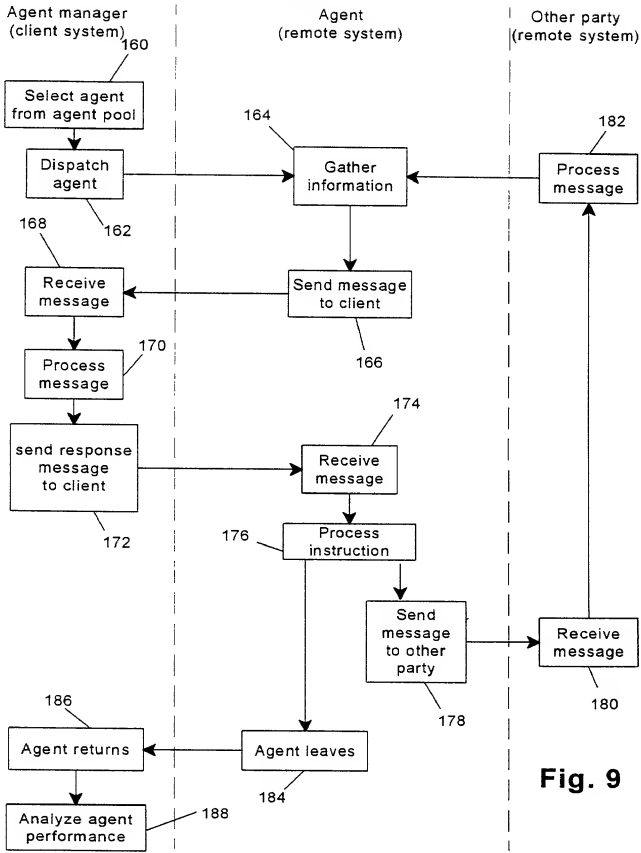 Agent manager
(client system)
Agent
(remote system)
Other party
(remote system)
160
Select agent
from agent pool
164
182
Dispatch
agent
Gather
information
Process
message
162
168
Receive
message
Send message
to client
166
170
Process
message
174
send response
message
to client
Receive
message
172
176
Process
instruction
Send
message
to other
party
Receive
message
178
180
186
Agent returns
Agent leaves
184
Fig. 9
188
Analyze agent
performance